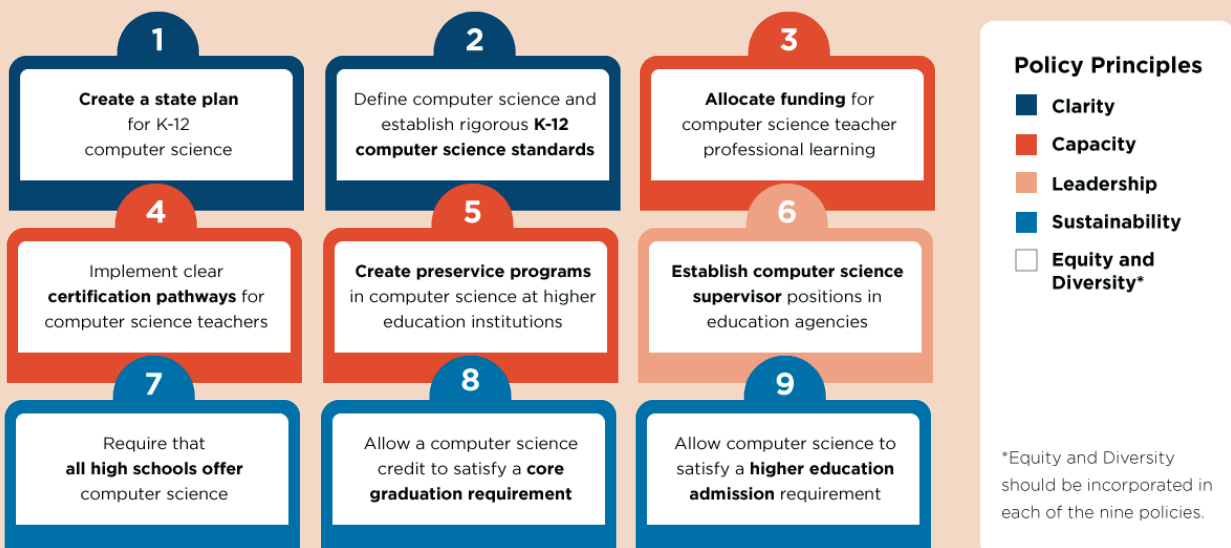 1
Create a state plan
for K-12
computer science
2
Define computer science and
establish rigorous K-12
computer science standards
3
Allocate funding for
computer science teacher
professional learning
4
Implement clear
certification pathways for
computer science teachers
5
Create preservice programs
in computer science at higher
education institutions
6
Establish computer science
supervisor positions in
education agencies
7
Require that
all high schools offer
computer science
8
Allow a computer science
credit to satisfy a core
graduation requirement
9
Allow computer science to
satisfy a higher education
admission requirement
Policy Principles
Clarity
Capacity
Leadership
Sustainability
Equity and
Diversity*
*Equity and Diversity
should be incorporated in
each of the nine policies.